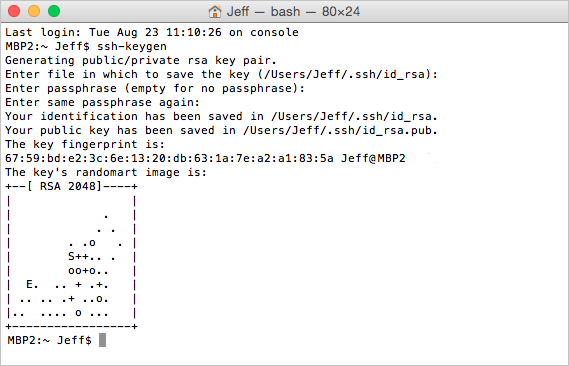 Jeff — bash — 80×24
Last login: Tue Aug 23 11:10:26 on console
MBP2:~ Jeff$ ssh-keygen
Generating public/private rsa key pair.
Enter file in which to save the key (/Users/Jeff/.ssh/id_rsa):
Enter passphrase (empty for no passphrase):
Enter same passphrase again:
Your identification has been saved in /Users/Jeff/.ssh/id_rsa.
Your public key has been saved in /Users/Jeff/.ssh/id_rsa.pub.
The key fingerprint is:
67:59:bd:e2:3c:6e:13:20:db:63:1a:7e:a2:a1:83:5a Jeff@MBP2
The key's randomart image is:
+--[ RSA 2048]----+
|                 |
|             .   |
|            . .  |
|        . .o   . |
|        S++.. .  |
|        oo+o..   |
|  E.  .. + .+.   |
| .. .. .+ ..o.   |
|..  .... o ...   |
+-----------------+
MBP2:~ Jeff$